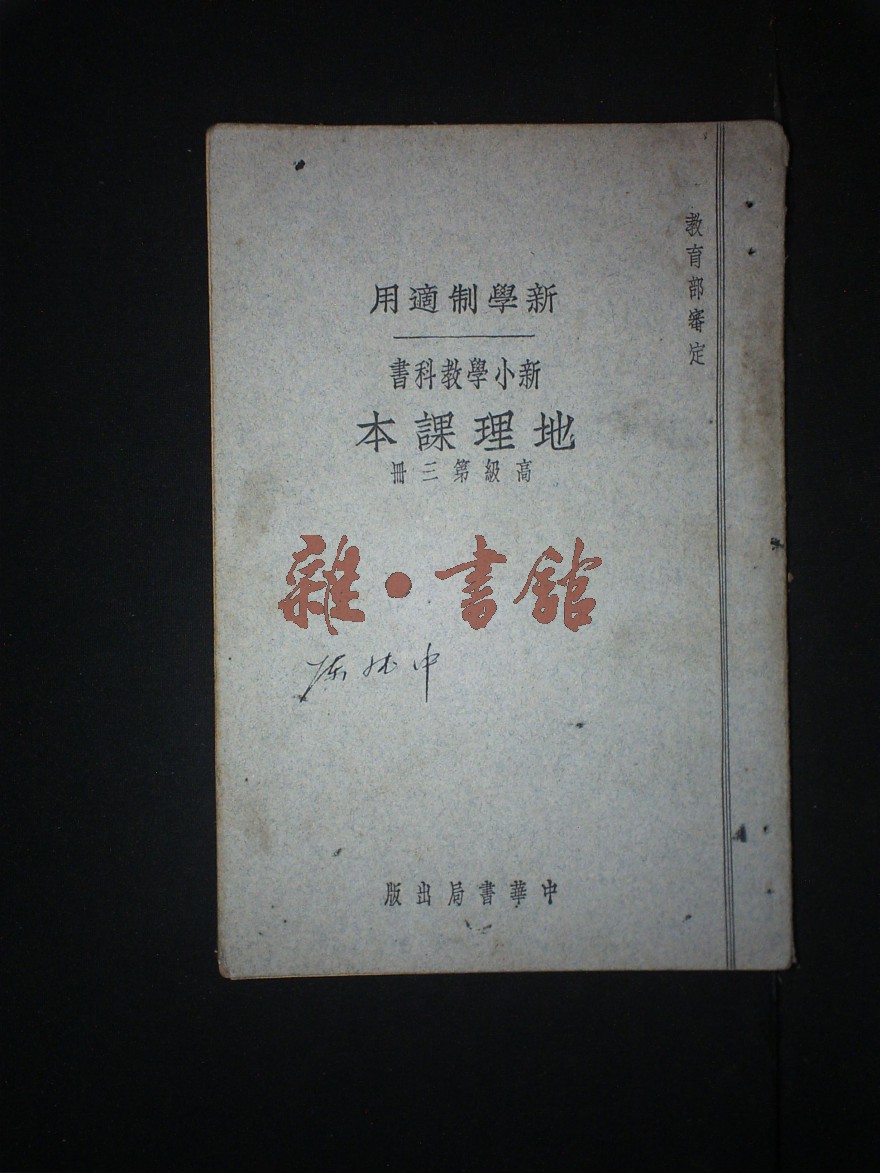 教育部審定
新學制適用
新小學教科書
地理課本
高級第三冊
雜·書館
中華書局出版